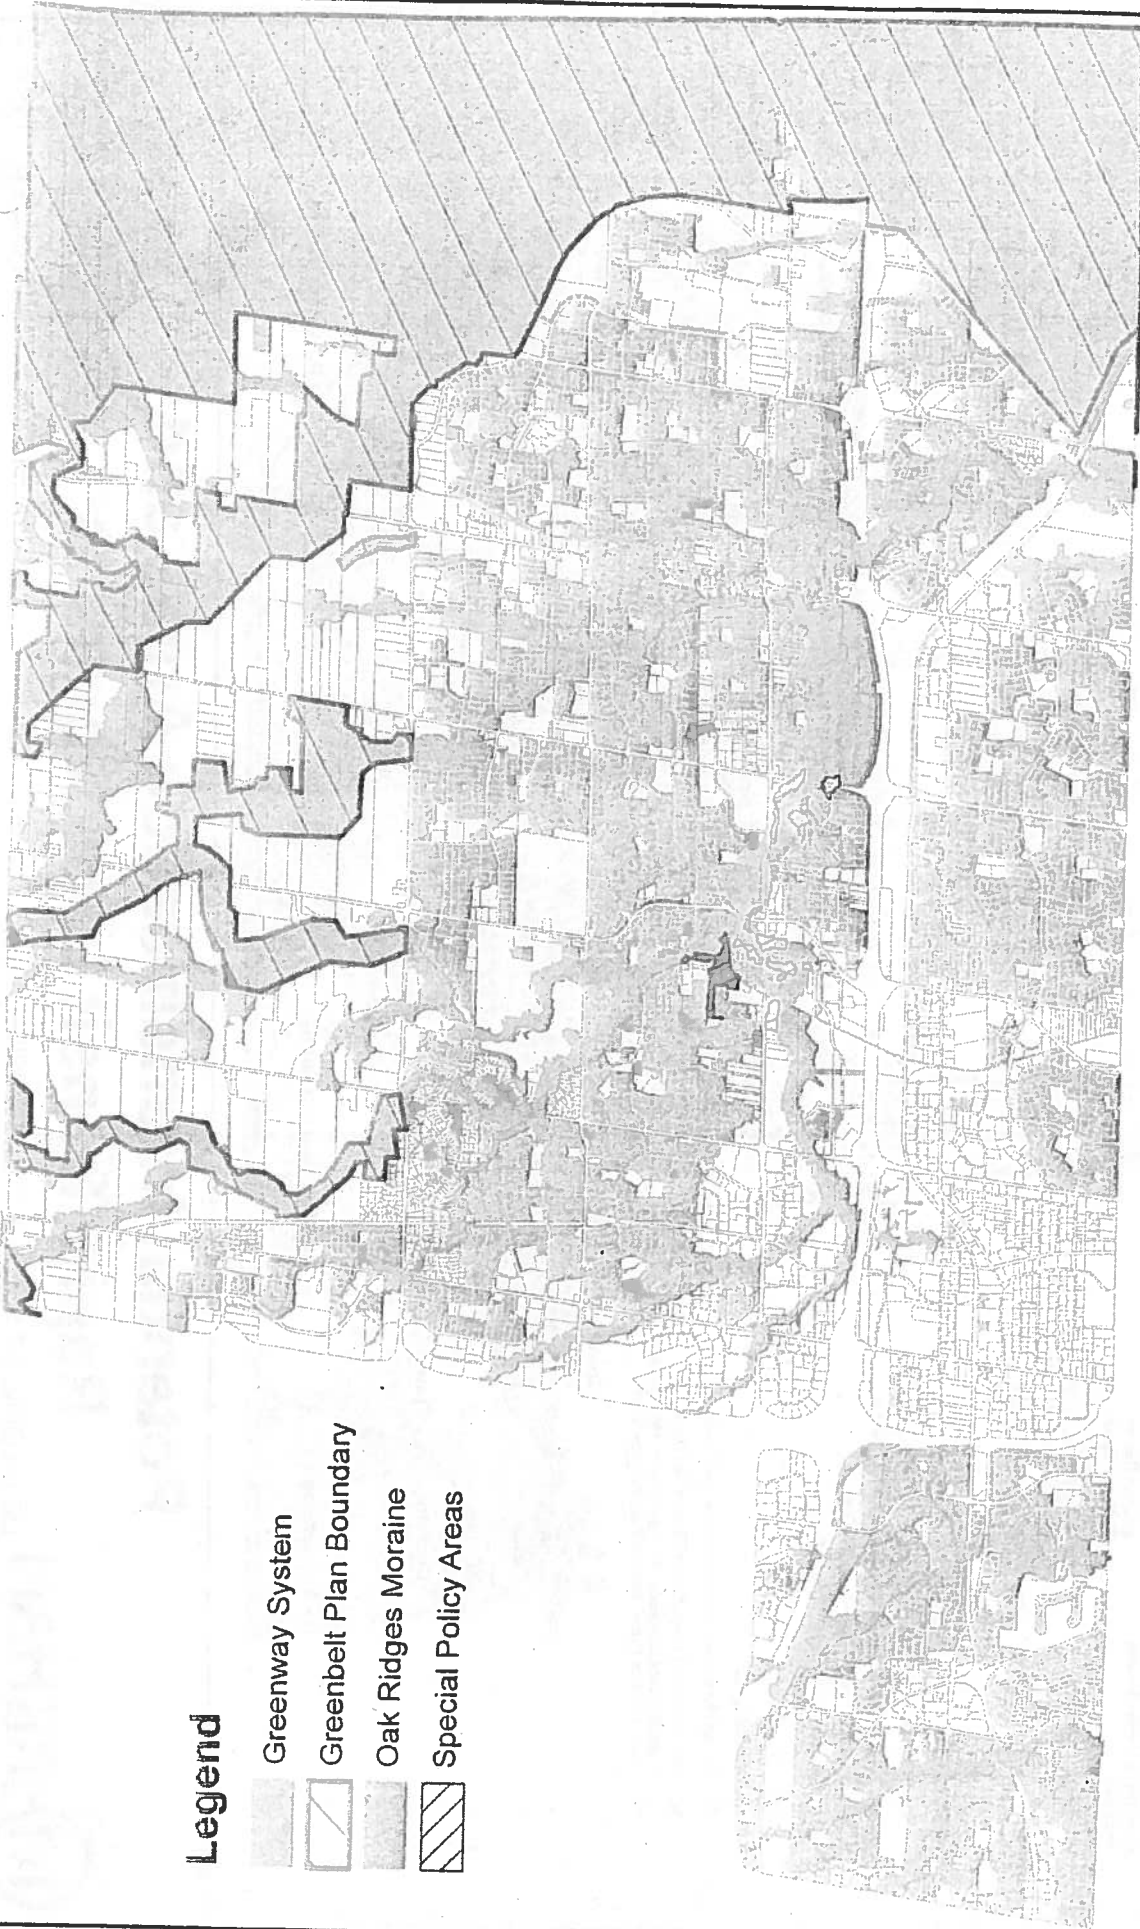 Legend
Greenway System
Greenbelt Plan Boundary
Oak Ridges Moraine
Special Policy Areas